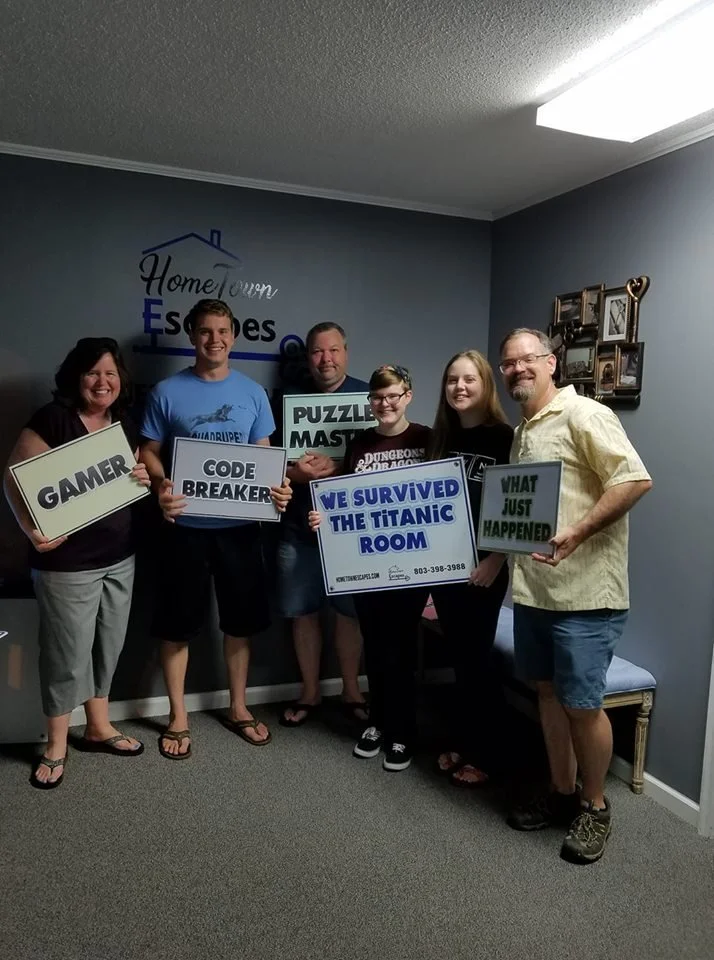 HomeTown
Escapes
GAMER
CODE
BREAKER
PUZZLE
MAST
DUNGEONS
& DRAGO
WE SURViVED
THE TiTANiC
ROOM
HOMETOWNESCAPES.COM
803-398-3988
WHAT
JUST
HAPPENED